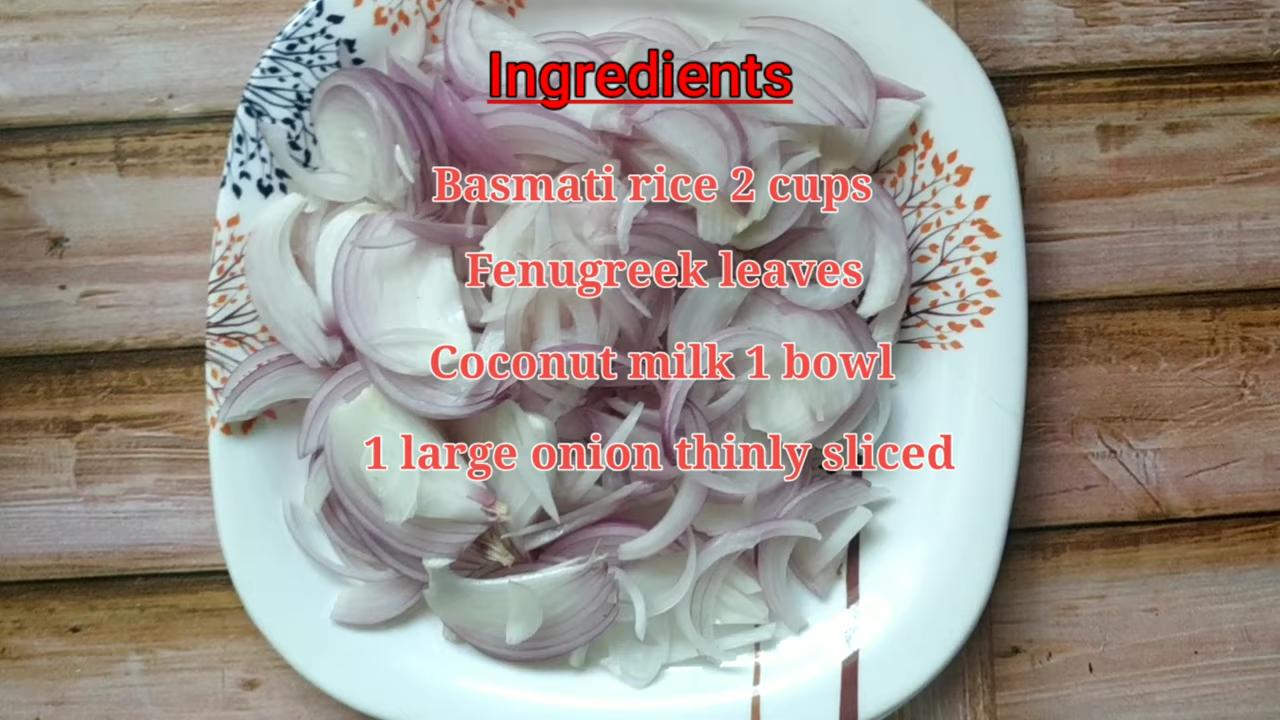 Ingredients
Basmati rice 2 cups
Fenugreek leaves
Coconut milk 1 bowl
1 large onion thinly sliced